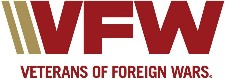 VFW
VETERANS OF FOREIGN WARS®